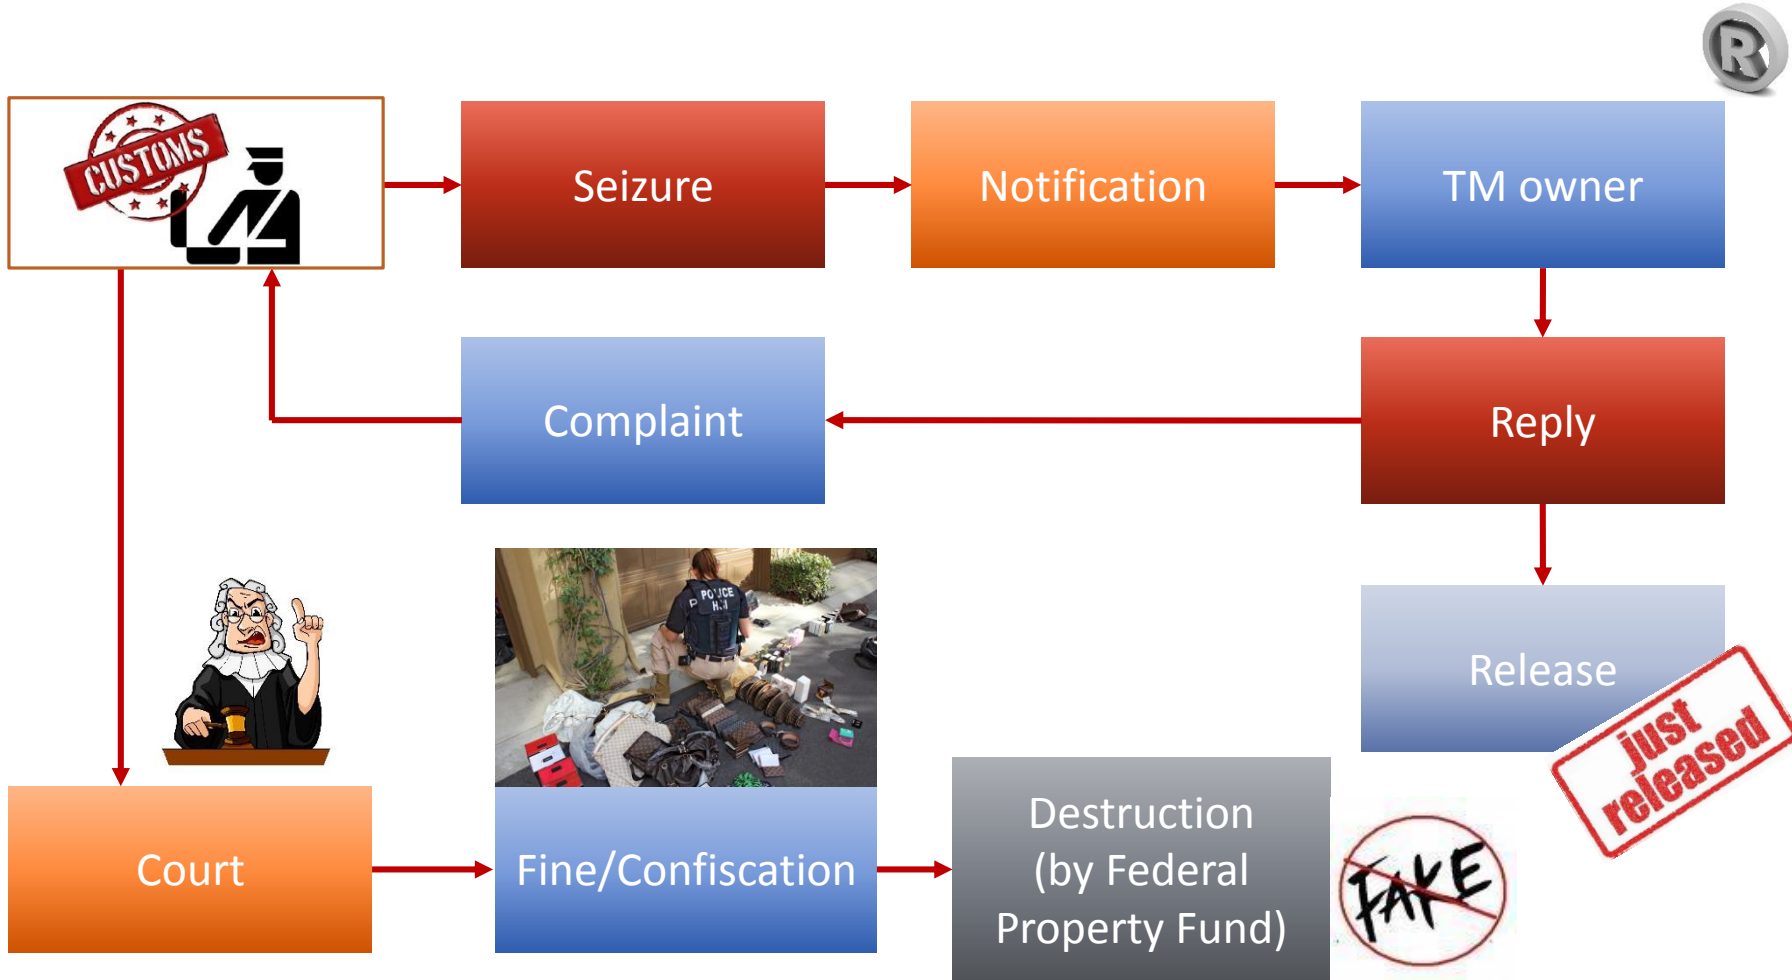 R
CUSTOMS
Seizure
Notification
TM owner
Complaint
Reply
POLICE
Release
just
released
Court
Fine/Confiscation
Destruction
(by Federal
Property Fund)
FAKE